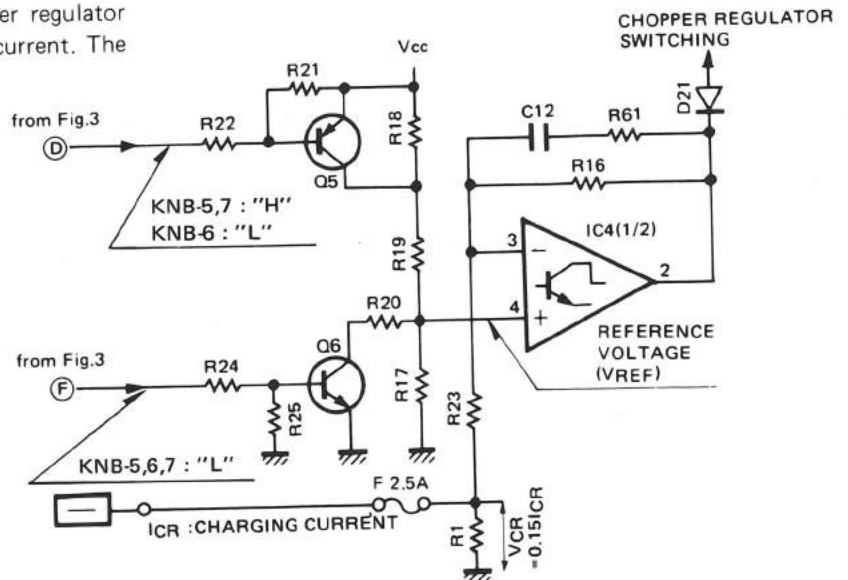 er regulator
current. The
CHOPPER REGULATOR
SWITCHING
Vcc
R21
D21
from Fig.3
C12
R61
R22
R18
D
R16
Q5
KNB-5,7 : "H"
KNB-6 : "L"
IC4(1/2)
R19
3
−
2
R20
4
+
Q6
REFERENCE
VOLTAGE
(VREF)
from Fig.3
R24
R17
F
R23
R25
KNB-5,6,7 : "L"
F 2.5A
—
ICR : CHARGING CURRENT
R1
VCR
=0.15ICR